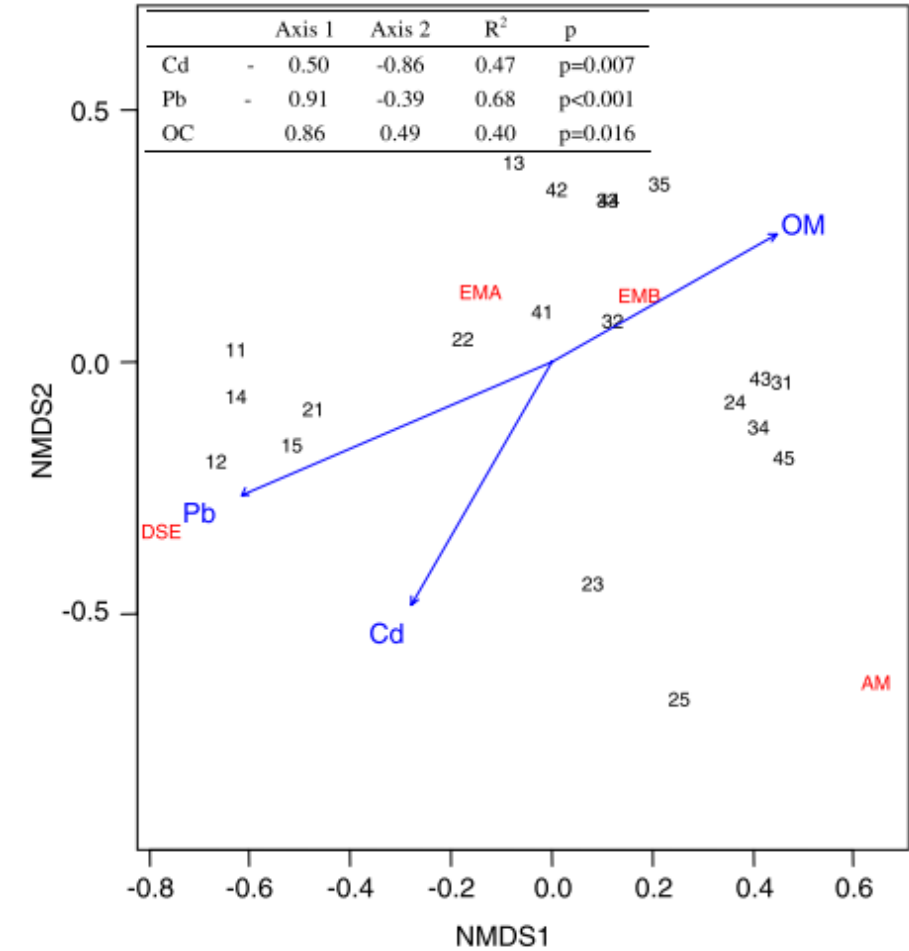 Axis 1 Axis 2 R² p
Cd - 0.50 -0.86 0.47 p=0.007
Pb - 0.91 -0.39 0.68 p<0.001
OC 0.86 0.49 0.40 p=0.016
0.5
13
42
35
OM
EMA
EMB
41
32
22
11
0.0
43
31
14
24
21
34
15
12
45
NMDS2
Pb
DSE
23
-0.5
Cd
AM
25
-0.8 -0.6 -0.4 -0.2 0.0 0.2 0.4 0.6
NMDS1